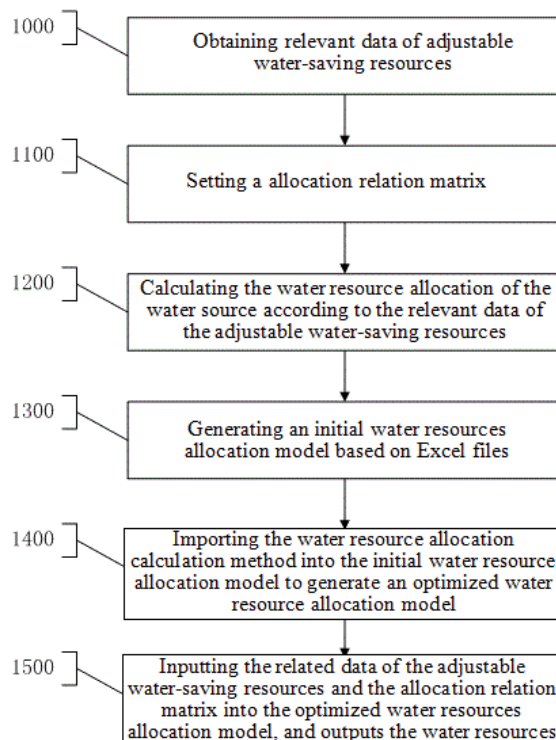 1000
Obtaining relevant data of adjustable
water-saving resources
1100
Setting a allocation relation matrix
1200
Calculating the water resource allocation of the
water source according to the relevant data of
the adjustable water-saving resources
1300
Generating an initial water resources
allocation model based on Excel files
1400
Importing the water resource allocation
calculation method into the initial water resource
allocation model to generate an optimized water
resource allocation model
1500
Inputting the related data of the adjustable
water-saving resources and the allocation relation
matrix into the optimized water resources
allocation model, and outputs the water resources